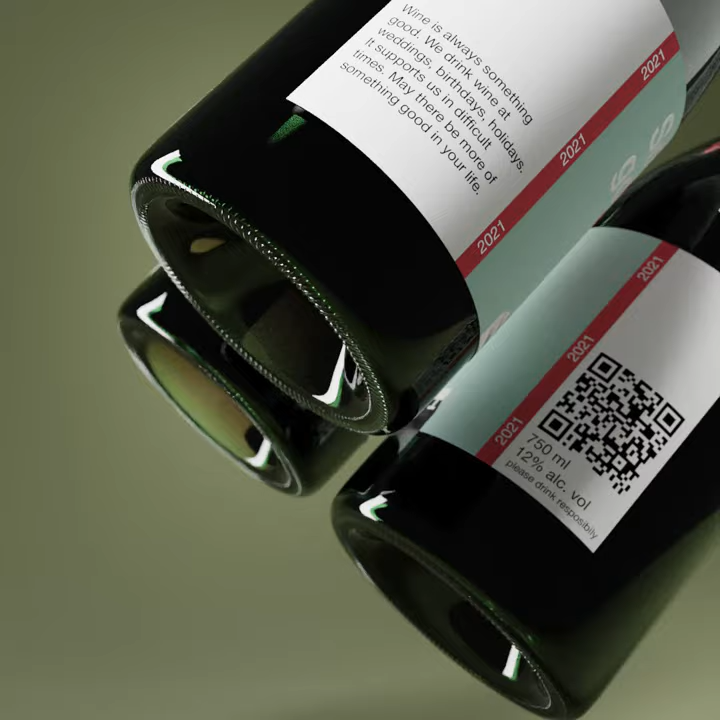 Wine is always something
good. We drink wine at
weddings, birthdays, holidays.
It supports us in difficult
times. May there be more of
something good in your life.
2021
2021
2021
2021
2021
2021
750 ml
12% alc. vol
please drink resposibily